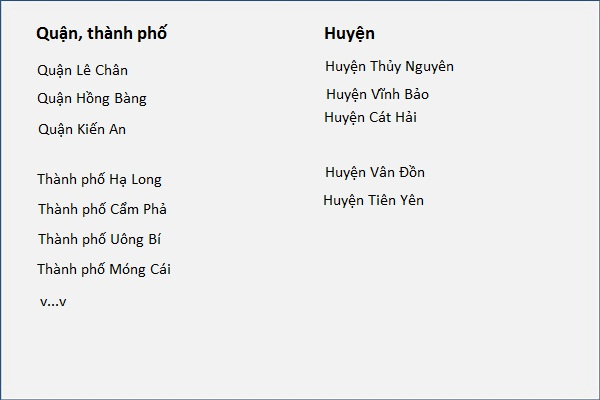 Quận, thành phố
Quận Lê Chân
Quận Hồng Bàng
Quận Kiến An
Thành phố Hạ Long
Thành phố Cẩm Phả
Thành phố Uông Bí
Thành phố Móng Cái
v...v
Huyện
Huyện Thủy Nguyên
Huyện Vĩnh Bảo
Huyện Cát Hải
Huyện Vân Đồn
Huyện Tiên Yên